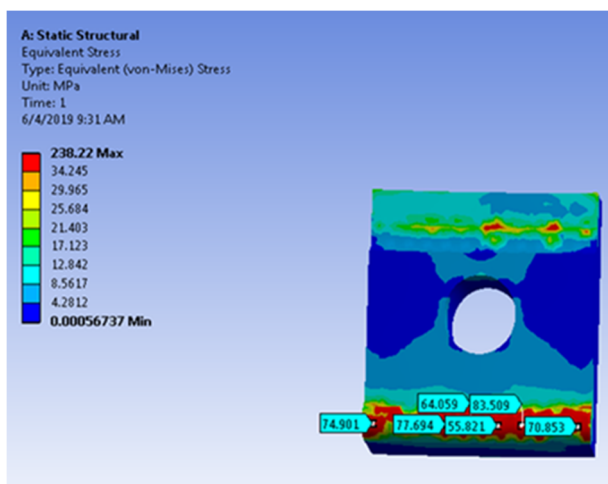 A: Static Structural
Equivalent Stress
Type: Equivalent (von-Mises) Stress
Unit: MPa
Time: 1
6/4/2019 9:31 AM
238.22 Max
34.245
29.965
25.684
21.403
17.123
12.842
8.5617
4.2812
0.00056737 Min
64.059 83.509
74.901 77.694 55.821 70.853